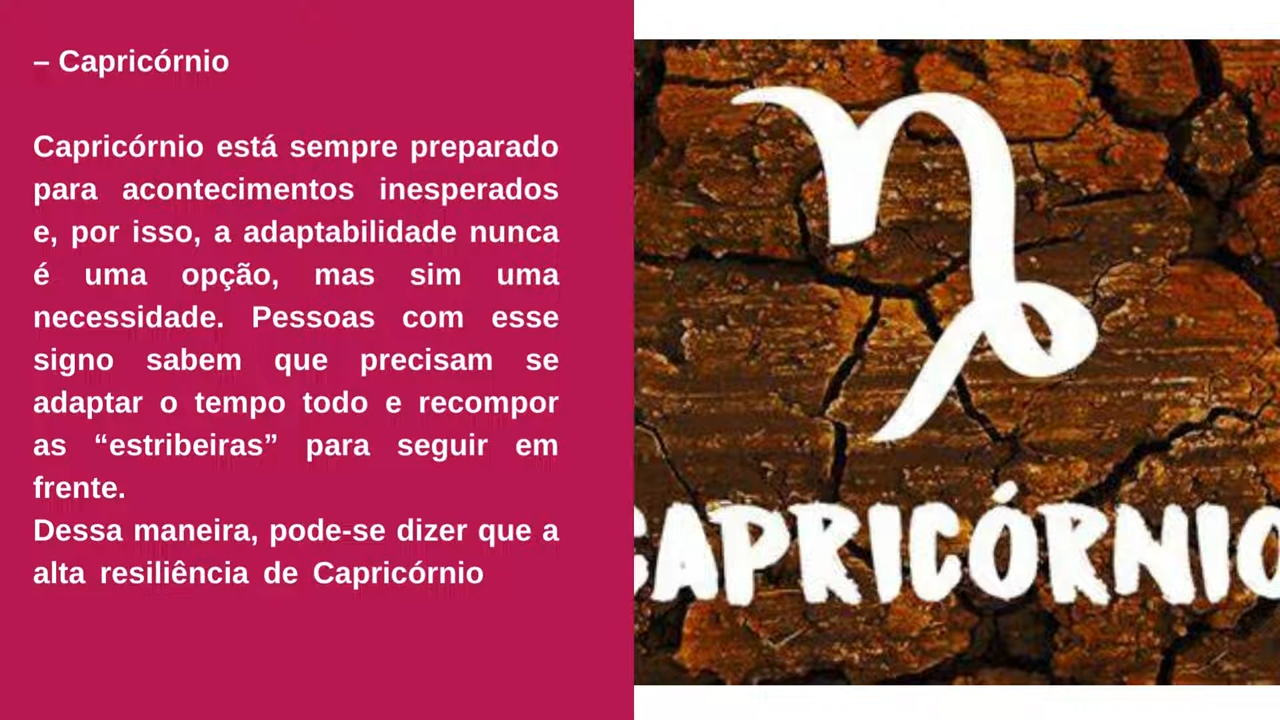 – Capricórnio
Capricórnio está sempre preparado
para acontecimentos inesperados
e, por isso, a adaptabilidade nunca
é uma opção, mas sim uma
necessidade. Pessoas com esse
signo sabem que precisam se
adaptar o tempo todo e recompor
as “estribeiras” para seguir em
frente.
Dessa maneira, pode-se dizer que a
alta resiliência de Capricórnio
CAPRICÓRNIO